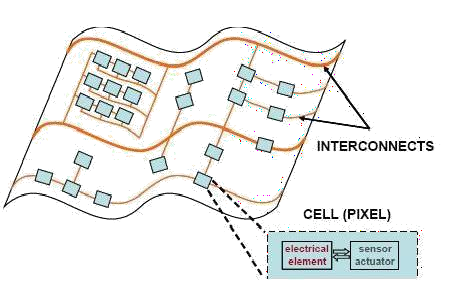 INTERCONNECTS
CELL (PIXEL)
electrical sensor
element actuator